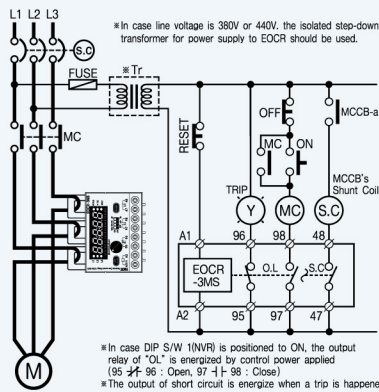 L1 L2 L3
※In case line voltage is 380V or 440V. the isolated step-down
transformer for power supply to EOCR should be used.
S.C
FUSE
※Tr
OFF
MCCB-a
RESET
MC
MC
ON
MCCB's
Shunt Coil
TRIP
Y
MC
S.C
A1
96
98
48
EOCR
-3MS
O.L
S.C
A2
95
97
47
M
※In case DIP S/W 1(NVR) is positioned to ON, the output
relay of "OL" is energized by control power applied
(95 96 : Open, 97 98 : Close)
※The output of short circuit is energize when a trip is happene